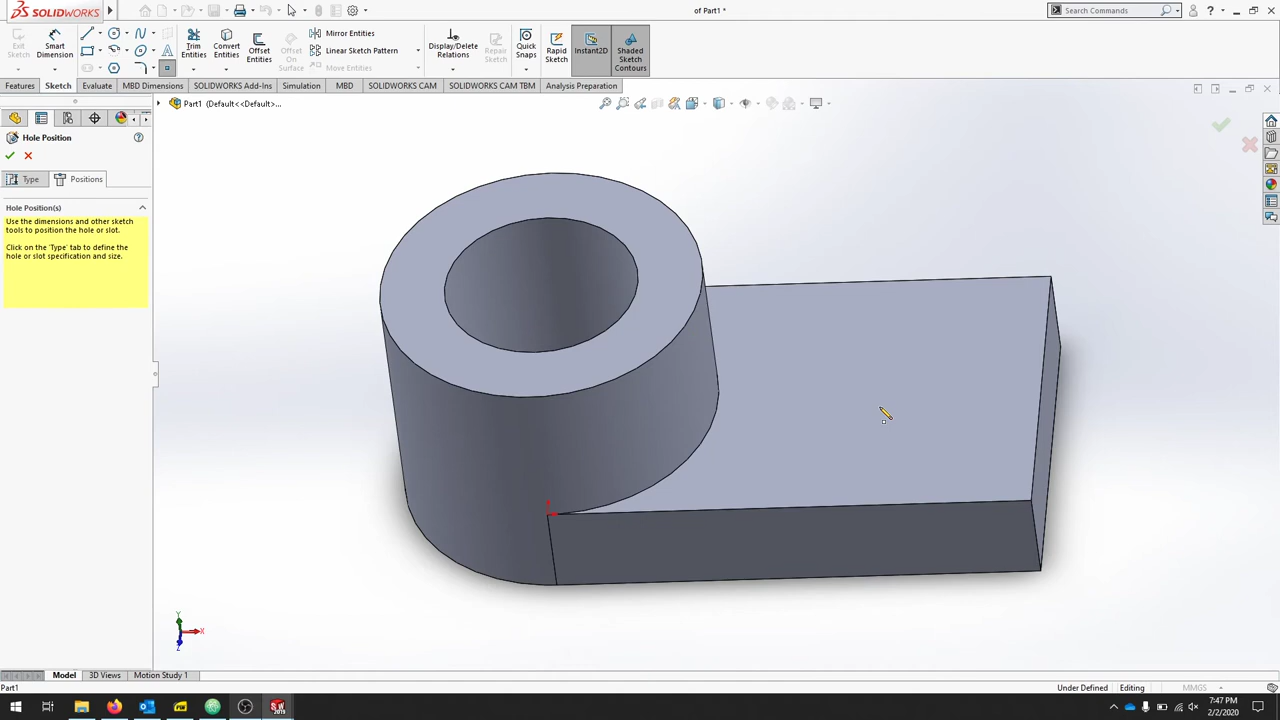 SOLIDWORKS
of Part1 *
Search Commands
Exit Sketch
Smart Dimension
Trim Entities
Convert Entities
Offset Entities
Offset On Surface
Mirror Entities
Linear Sketch Pattern
Move Entities
Display/Delete Relations
Repair Sketch
Quick Snaps
Rapid Sketch
Instant2D
Shaded Sketch Contours
Features
Sketch
Evaluate
MBD Dimensions
SOLIDWORKS Add-Ins
Simulation
MBD
SOLIDWORKS CAM
SOLIDWORKS CAM TBM
Analysis Preparation
Part1 (Default<<Default>...
Hole Position
Type
Positions
Hole Position(s)
Use the dimensions and other sketch
tools to position the hole or slot.
Click on the 'Type' tab to define the
hole or slot specification and size.
Y
X
Z
Model
3D Views
Motion Study 1
Part1
Under Defined
Editing
MMGS
7:47 PM
2/2/2020